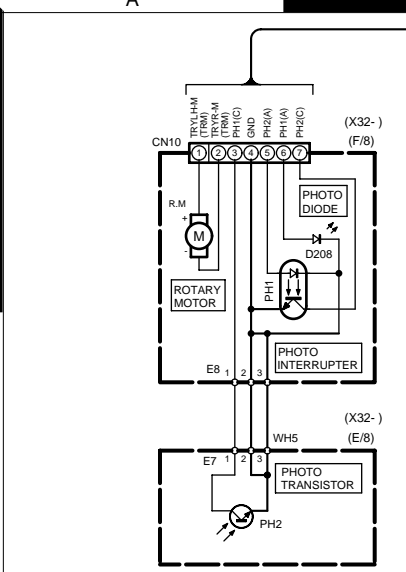 A
TRYLH-M
(TRM)
TRYR-M
(TRM)
PH1(C)
GND
PH2(A)
PH1(A)
PH2(C)
(X32- )
(F/8)
CN10
1 2 3 4 5 6 7
PHOTO
DIODE
R.M
+
M
-
D208
PH1
ROTARY
MOTOR
PHOTO
INTERRUPTER
E8 1 2 3
(X32- )
(E/8)
WH5
E7 1 2 3
PHOTO
TRANSISTOR
PH2